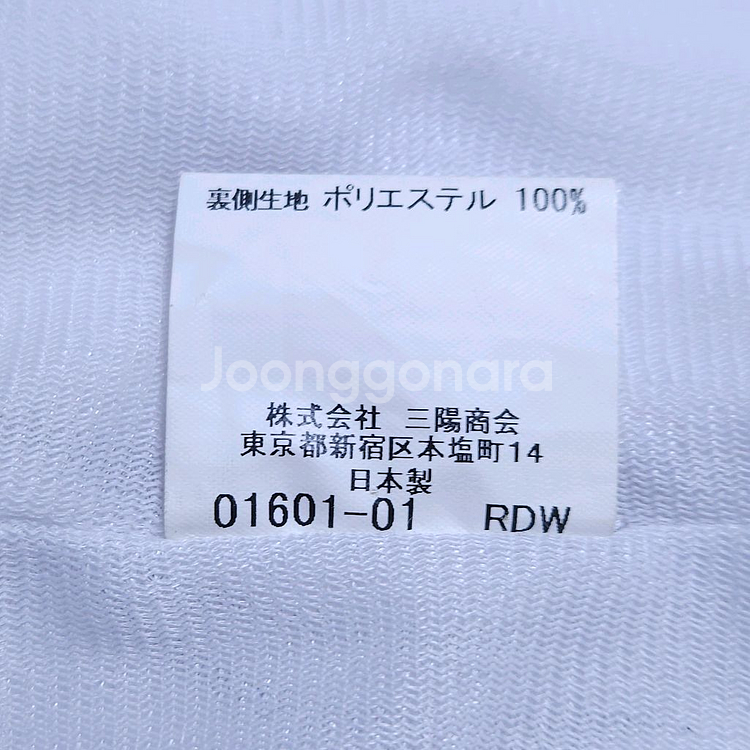 裏側生地 ポリエステル 100%
Joonggonara
株式会社 三陽商会
東京都新宿区本塩町14
日本製
01601-01 RDW